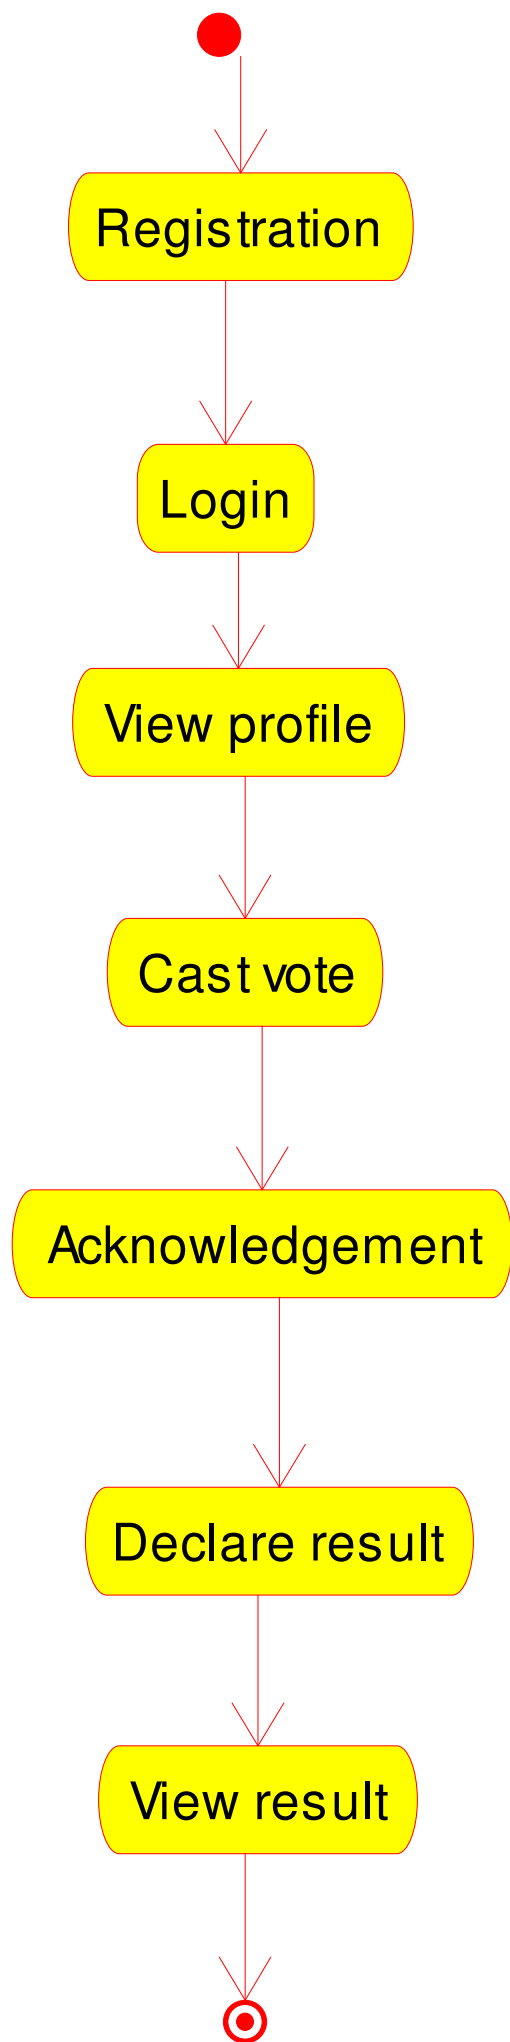 Registration
Login
View profile
Cast vote
Acknowledgement
Declare result
View result